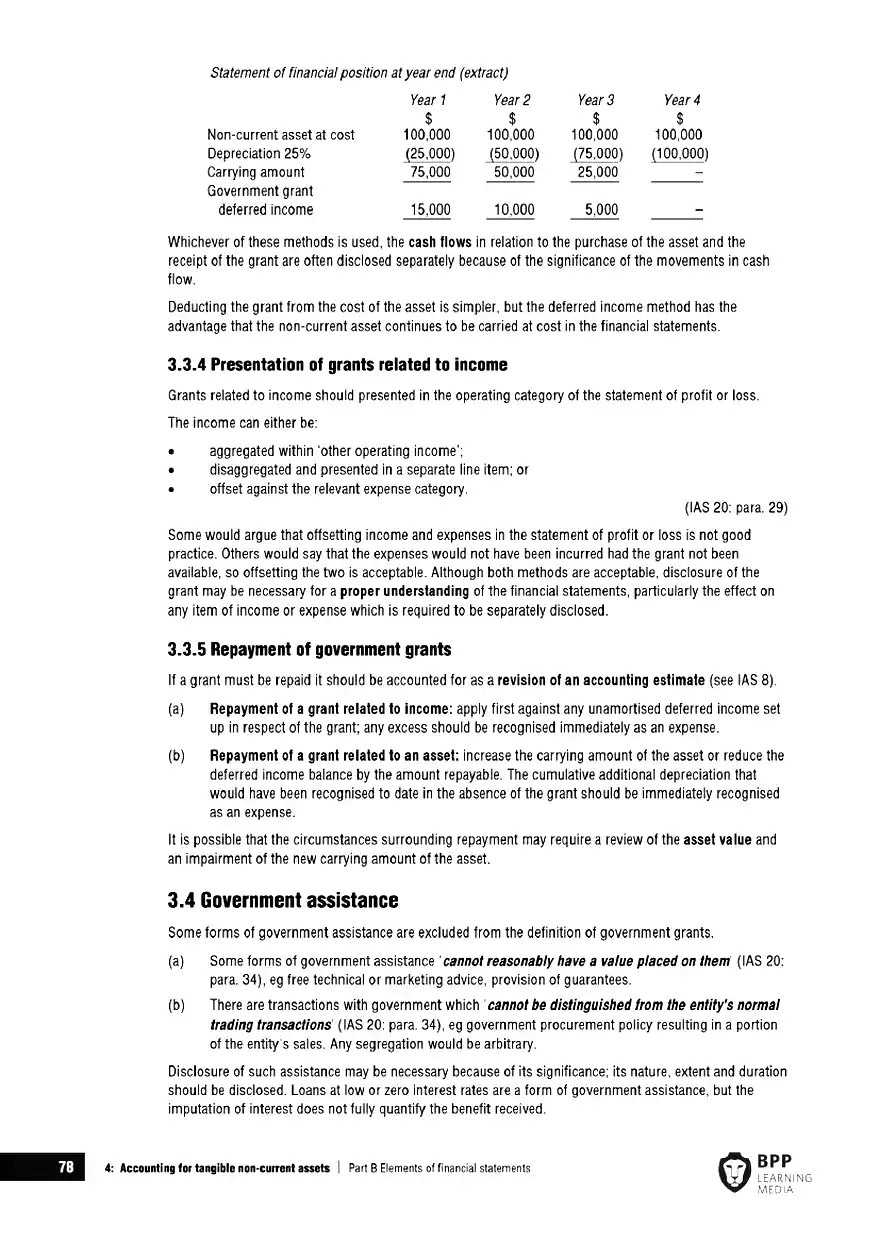 Statement of financial position at year end (extract)
Year 1 Year 2 Year 3 Year 4
$ $ $ $
Non-current asset at cost 100,000 100,000 100,000 100,000
Depreciation 25% (25,000) (50,000) (75,000) (100,000)
Carrying amount 75,000 50,000 25,000 –
Government grant
deferred income 15,000 10,000 5,000 –
Whichever of these methods is used, the cash flows in relation to the purchase of the asset and the
receipt of the grant are often disclosed separately because of the significance of the movements in cash
flow.
Deducting the grant from the cost of the asset is simpler, but the deferred income method has the
advantage that the non-current asset continues to be carried at cost in the financial statements.
3.3.4 Presentation of grants related to income
Grants related to income should presented in the operating category of the statement of profit or loss.
The income can either be:
• aggregated within 'other operating income';
• disaggregated and presented in a separate line item; or
• offset against the relevant expense category.
(IAS 20: para. 29)
Some would argue that offsetting income and expenses in the statement of profit or loss is not good
practice. Others would say that the expenses would not have been incurred had the grant not been
available, so offsetting the two is acceptable. Although both methods are acceptable, disclosure of the
grant may be necessary for a proper understanding of the financial statements, particularly the effect on
any item of income or expense which is required to be separately disclosed.
3.3.5 Repayment of government grants
If a grant must be repaid it should be accounted for as a revision of an accounting estimate (see IAS 8).
(a) Repayment of a grant related to income: apply first against any unamortised deferred income set
up in respect of the grant; any excess should be recognised immediately as an expense.
(b) Repayment of a grant related to an asset: increase the carrying amount of the asset or reduce the
deferred income balance by the amount repayable. The cumulative additional depreciation that
would have been recognised to date in the absence of the grant should be immediately recognised
as an expense.
It is possible that the circumstances surrounding repayment may require a review of the asset value and
an impairment of the new carrying amount of the asset.
3.4 Government assistance
Some forms of government assistance are excluded from the definition of government grants.
(a) Some forms of government assistance 'cannot reasonably have a value placed on them' (IAS 20:
para. 34), eg free technical or marketing advice, provision of guarantees.
(b) There are transactions with government which 'cannot be distinguished from the entity's normal
trading transactions' (IAS 20: para. 34), eg government procurement policy resulting in a portion
of the entity's sales. Any segregation would be arbitrary.
Disclosure of such assistance may be necessary because of its significance; its nature, extent and duration
should be disclosed. Loans at low or zero interest rates are a form of government assistance, but the
imputation of interest does not fully quantify the benefit received.
78 4: Accounting for tangible non-current assets | Part B Elements of financial statements
BPP
LEARNING
MEDIA